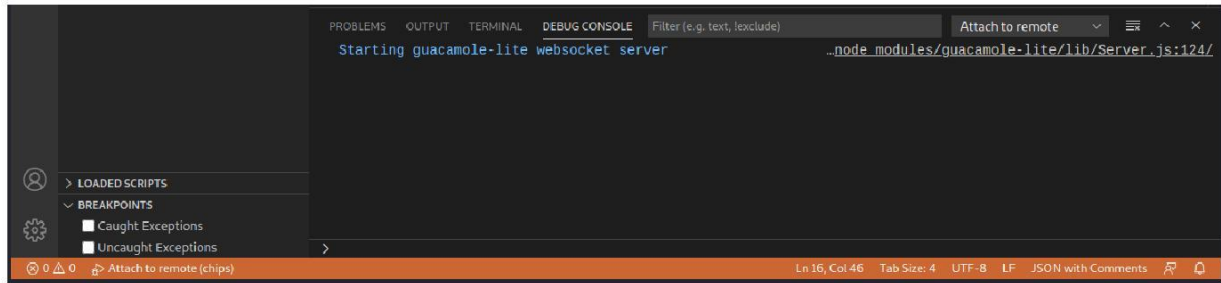 PROBLEMS OUTPUT TERMINAL DEBUG CONSOLE Filter (e.g. text, !exclude) Attach to remote
Starting guacamole-lite websocket server …node_modules/guacamole-lite/lib/Server.js:124/
> LOADED SCRIPTS
BREAKPOINTS
Caught Exceptions
Uncaught Exceptions
>
0 0 Attach to remote (chips) Ln 16, Col 46 Tab Size: 4 UTF-8 LF JSON with Comments